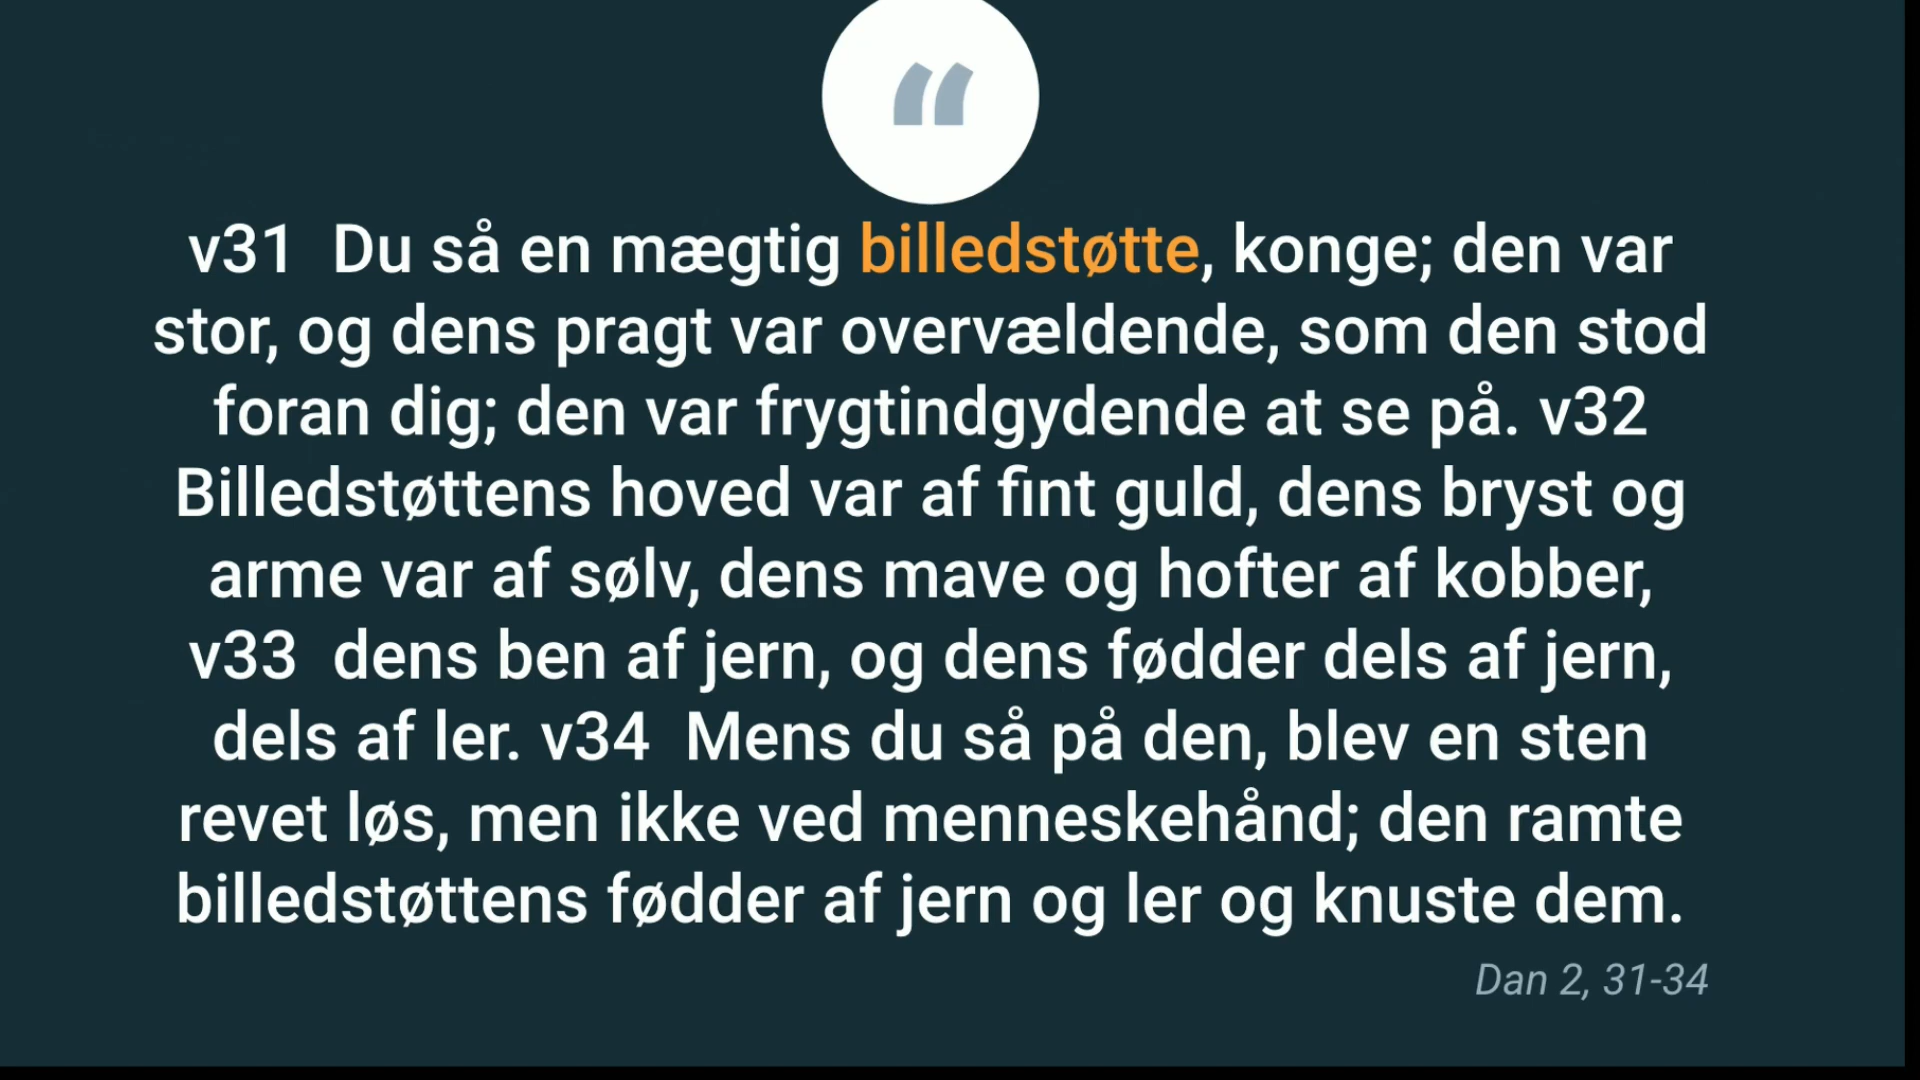 “
v31 Du så en mægtig billedstøtte, konge; den var
stor, og dens pragt var overvældende, som den stod
foran dig; den var frygtindgydende at se på. v32
Billedstøttens hoved var af fint guld, dens bryst og
arme var af sølv, dens mave og hofter af kobber,
v33 dens ben af jern, og dens fødder dels af jern,
dels af ler. v34 Mens du så på den, blev en sten
revet løs, men ikke ved menneskehånd; den ramte
billedstøttens fødder af jern og ler og knuste dem.
Dan 2, 31-34